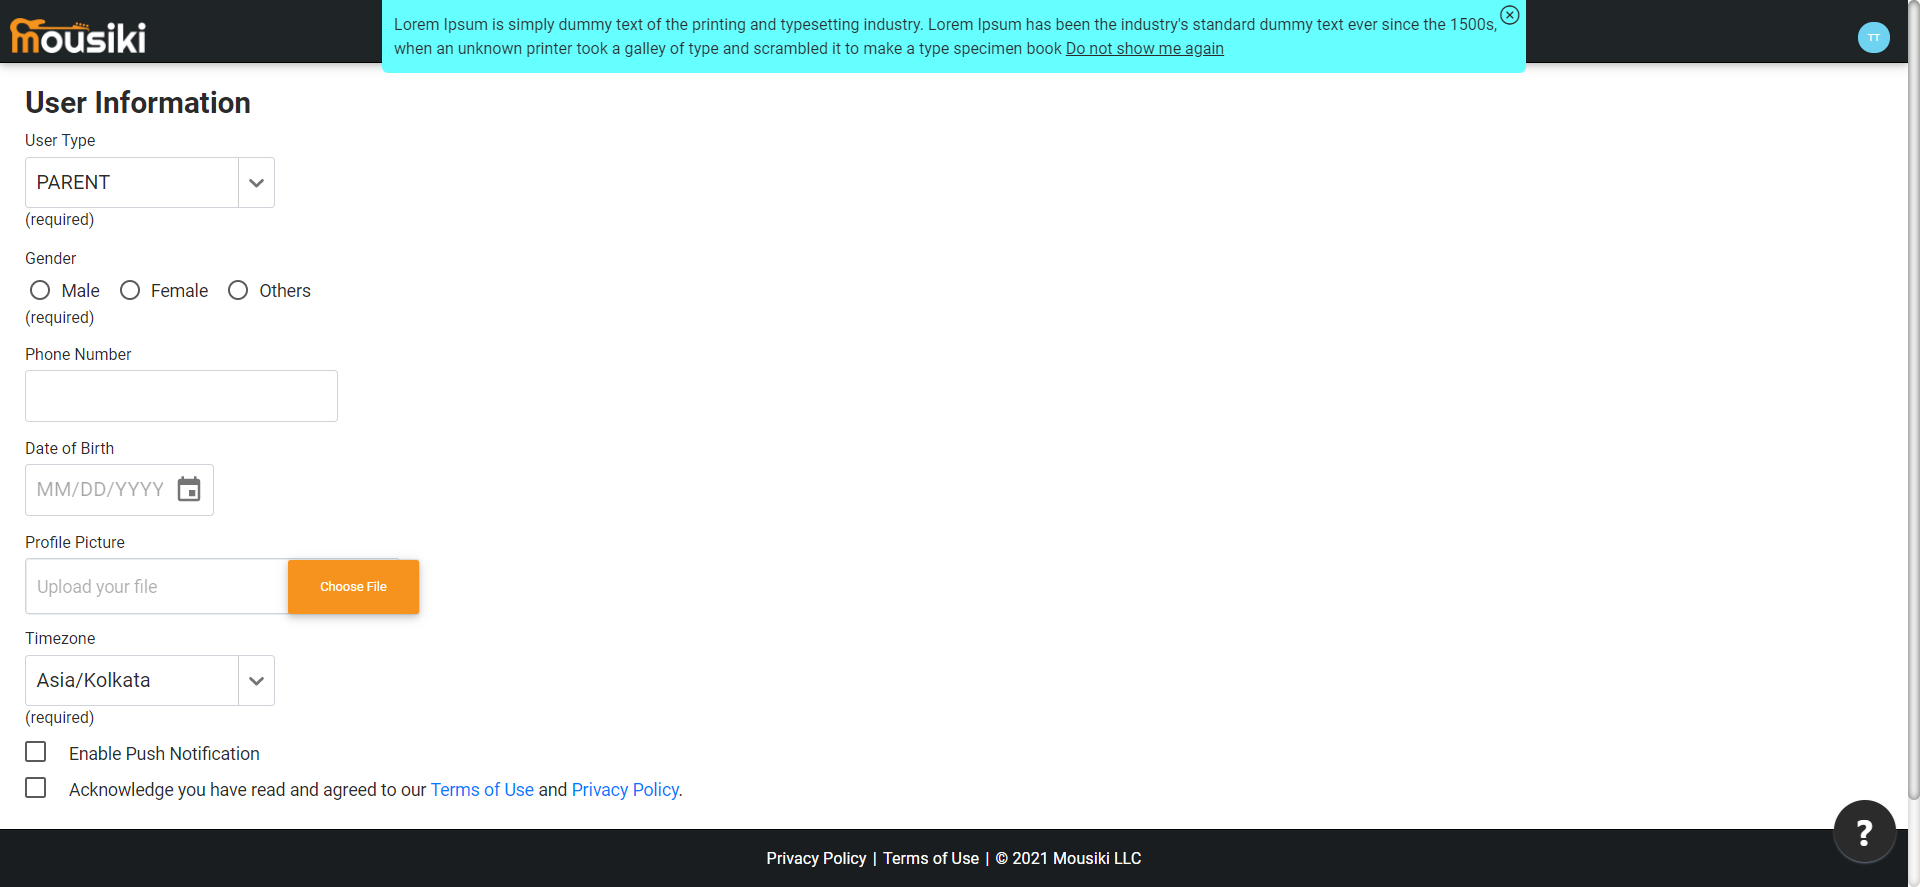 mousiki
Lorem Ipsum is simply dummy text of the printing and typesetting industry. Lorem Ipsum has been the industry's standard dummy text ever since the 1500s,
when an unknown printer took a galley of type and scrambled it to make a type specimen book Do not show me again
TT
User Information
User Type
PARENT
(required)
Gender
Male Female Others
(required)
Phone Number
Date of Birth
MM/DD/YYYY
Profile Picture
Upload your file Choose File
Timezone
Asia/Kolkata
(required)
Enable Push Notification
Acknowledge you have read and agreed to our Terms of Use and Privacy Policy.
?
Privacy Policy | Terms of Use | © 2021 Mousiki LLC